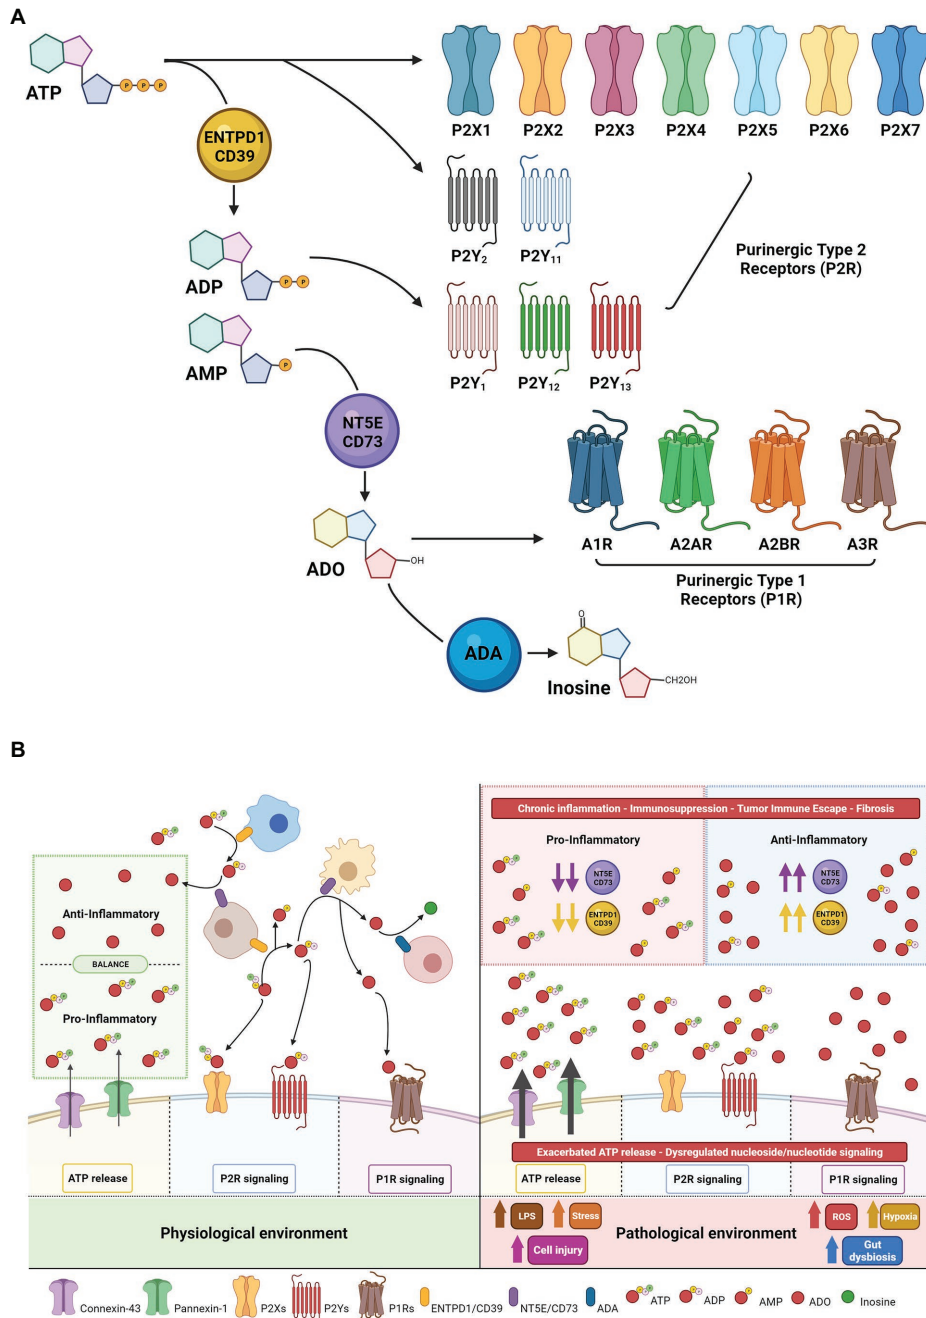 A
ATP
P
P
P
ENTPD1
CD39
P2X1
P2X2
P2X3
P2X4
P2X5
P2X6
P2X7
P2Y2
P2Y11
Purinergic Type 2
Receptors (P2R)
ADP
P
P
AMP
P
P2Y1
P2Y12
P2Y13
NT5E
CD73
ADO
OH
A1R
A2AR
A2BR
A3R
Purinergic Type 1
Receptors (P1R)
ADA
O
Inosine
CH2OH
B
Chronic inflammation - Immunosuppression - Tumor Immune Escape - Fibrosis
Pro-Inflammatory
NT5E
CD73
ENTPD1
CD39
Anti-Inflammatory
NT5E
CD73
ENTPD1
CD39
Anti-Inflammatory
BALANCE
Pro-Inflammatory
ATP release
P2R signaling
P1R signaling
Exacerbated ATP release - Dysregulated nucleoside/nucleotide signaling
ATP release
P2R signaling
P1R signaling
Physiological environment
LPS
Stress
Cell injury
Pathological environment
ROS
Hypoxia
Gut
dysbiosis
Connexin-43
Pannexin-1
P2Xs
P2Ys
P1Rs
ENTPD1/CD39
NT5E/CD73
ADA
ATP
ADP
AMP
ADO
Inosine